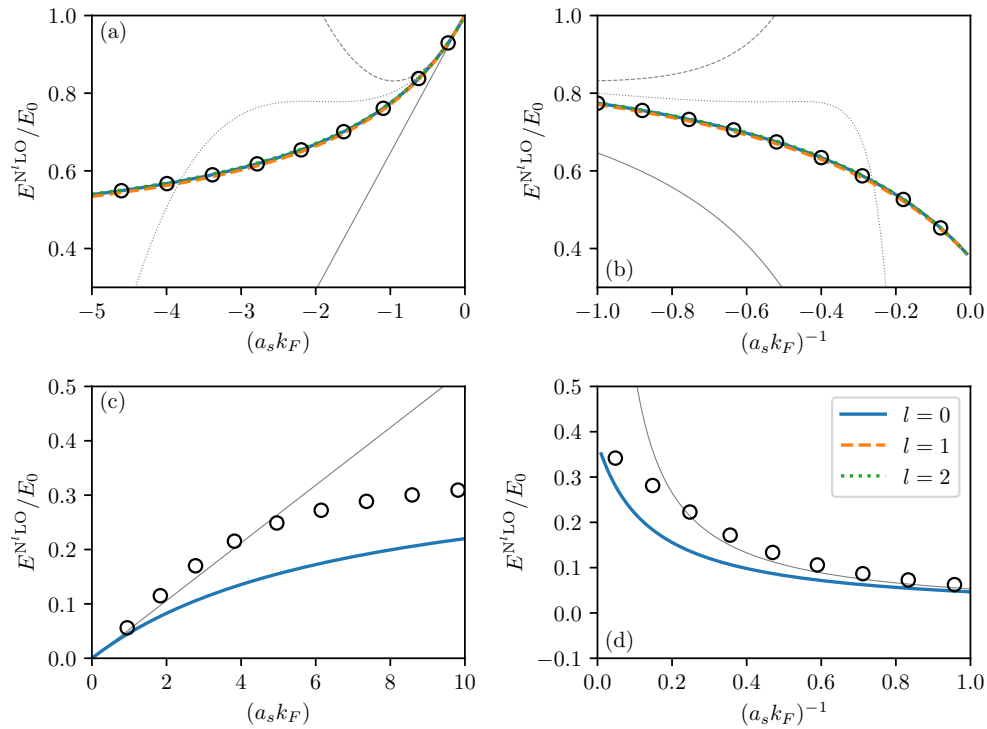 (a)
E^{N^lLO}/E_0
1.0
0.8
0.6
0.4
−5 −4 −3 −2 −1 0
(a_s k_F)
(b)
E^{N^lLO}/E_0
1.0
0.8
0.6
0.4
−1.0 −0.8 −0.6 −0.4 −0.2 0.0
(a_s k_F)^{−1}
(c)
E^{N^lLO}/E_0
0.5
0.4
0.3
0.2
0.1
0.0
0 2 4 6 8 10
(a_s k_F)
(d)
E^{N^lLO}/E_0
0.5
0.4
0.3
0.2
0.1
0.0
−0.1
l = 0
l = 1
l = 2
0.0 0.2 0.4 0.6 0.8 1.0
(a_s k_F)^{−1}